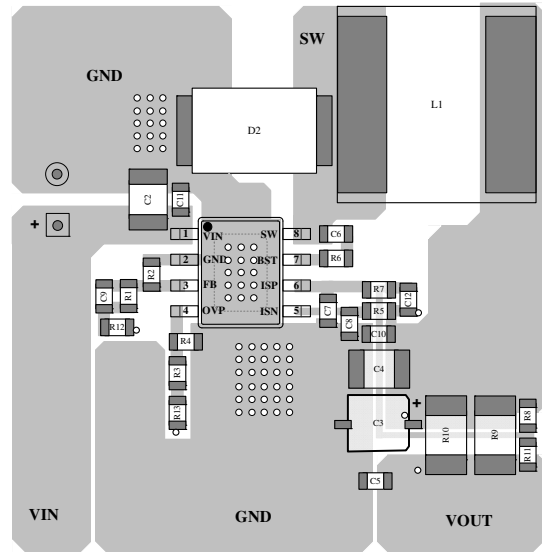 SW
GND
L1
D2
C2
C11
+
1 VIN SW 8
C6
2 GND BST 7
R6
R2
3 FB ISP 6
R7
C9
R1
C12
4 OVP ISN 5
C7
R5
C8
R12
C10
R4
C4
R3
+
R13
C3
R10
R9
R8
R11
C5
VIN
GND
VOUT